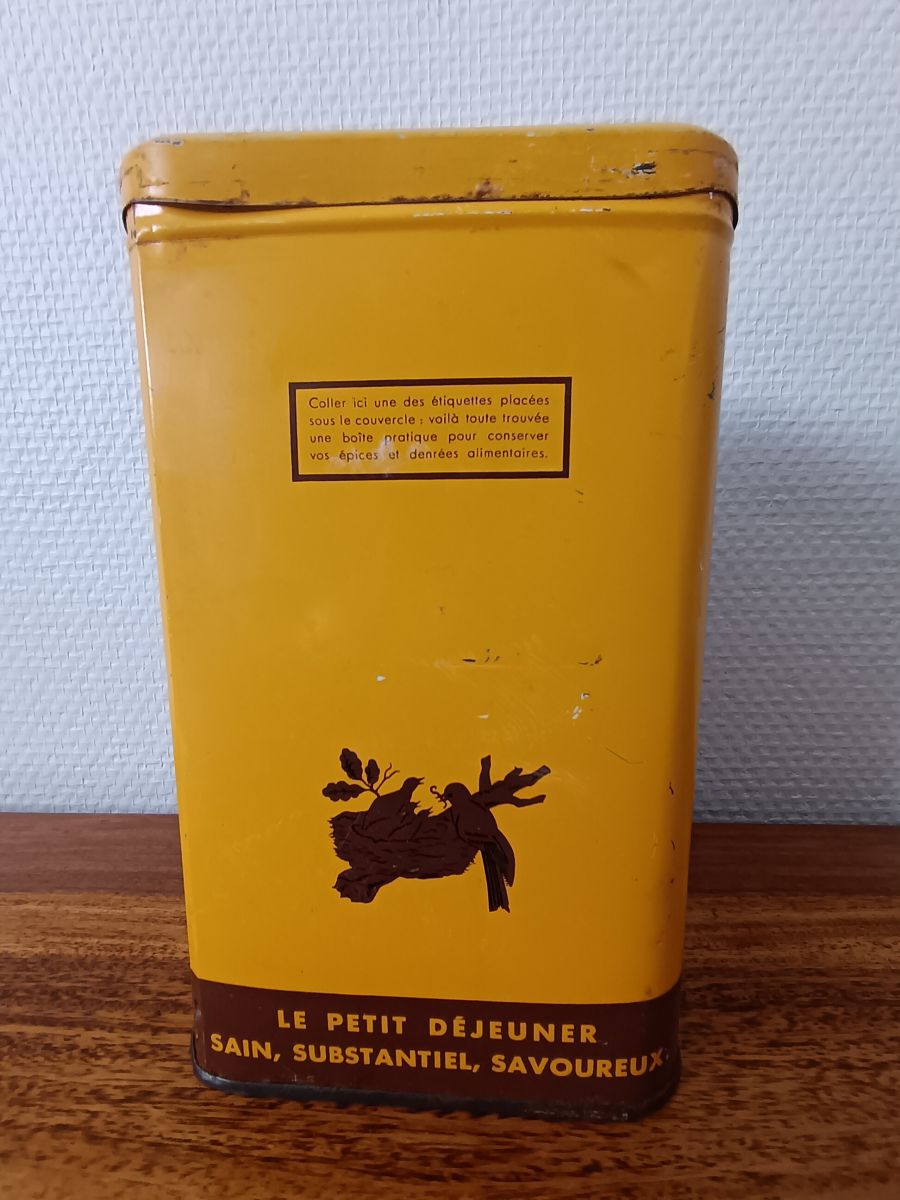 Coller ici une des étiquettes placées
sous le couvercle : voilà toute trouvée
une boîte pratique pour conserver
vos épices et denrées alimentaires.
LE PETIT DÉJEUNER
SAIN, SUBSTANTIEL, SAVOUREUX